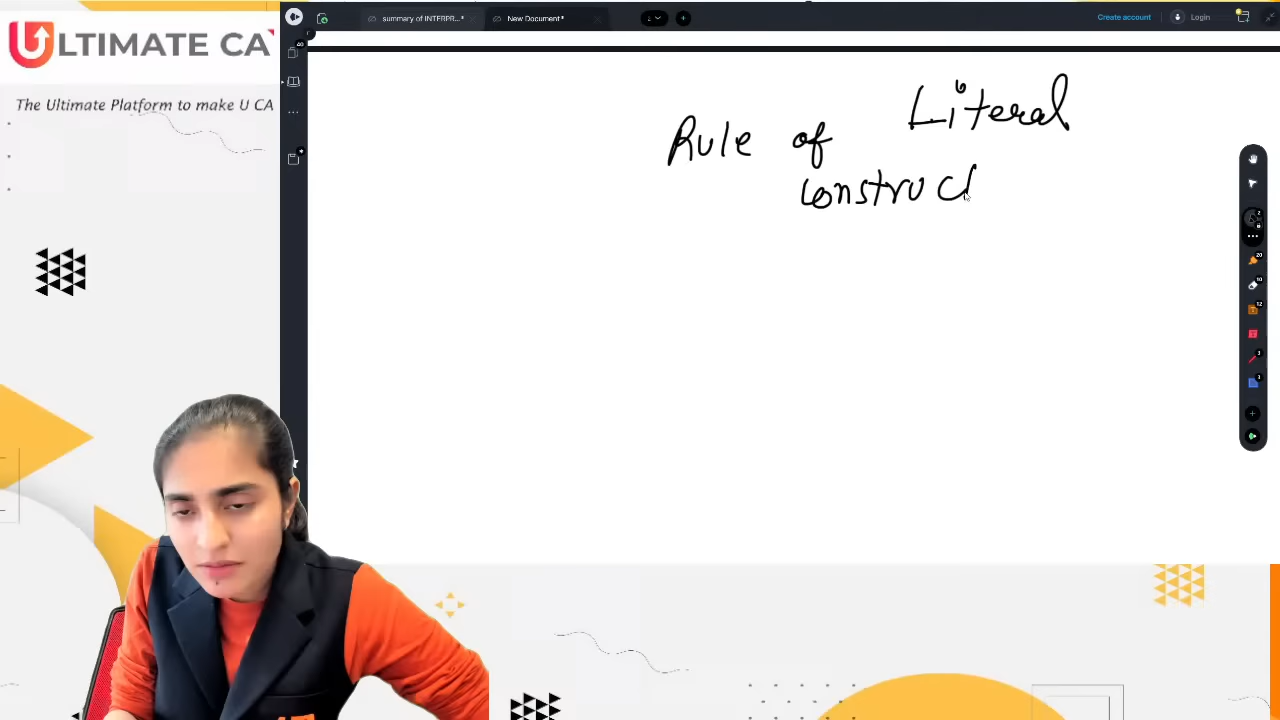 summary of INTERPR...*
New Document*
Create account
Login
ULTIMATE CA
The Ultimate Platform to make U CA
Rule of Literal
construct